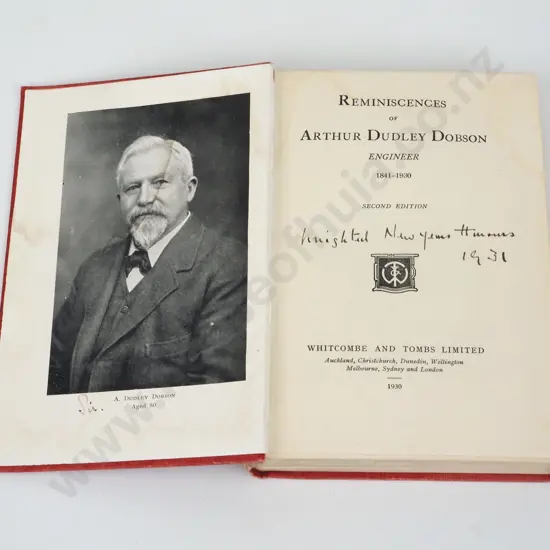 A. Dudley Dobson
Aged 80
Sir.
Reminiscences
of
Arthur Dudley Dobson
ENGINEER
1841–1930
SECOND EDITION
Knighted New Years Honours
1931
Whitcombe and Tombs Limited
Auckland, Christchurch, Dunedin, Wellington
Melbourne, Sydney and London
1930